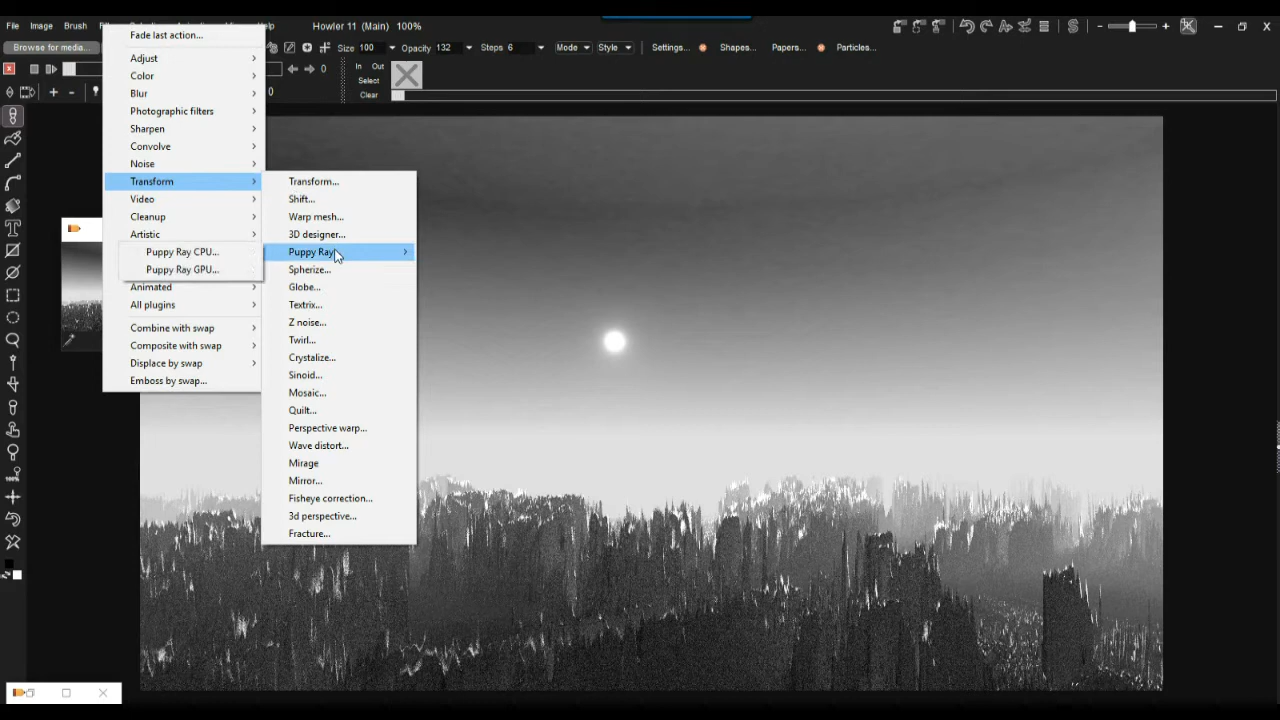 File Image Brush Howler 11 (Main) 100%
Browse for media... Size 100 Opacity 132 Steps 6 Mode Style Settings... Shapes... Papers... Particles...
0 In Out
Select
0 Clear
Fade last action...
Adjust
Color
Blur
Photographic filters
Sharpen
Convolve
Noise
Transform
Video
Cleanup
Artistic
Puppy Ray CPU...
Puppy Ray GPU...
Animated
All plugins
Combine with swap
Composite with swap
Displace by swap
Emboss by swap...
Transform...
Shift...
Warp mesh...
3D designer...
Puppy Ray
Spherize...
Globe...
Textrix...
Z noise...
Twirl...
Crystalize...
Sinoid...
Mosaic...
Quilt...
Perspective warp...
Wave distort...
Mirage
Mirror...
Fisheye correction...
3d perspective...
Fracture...
100%